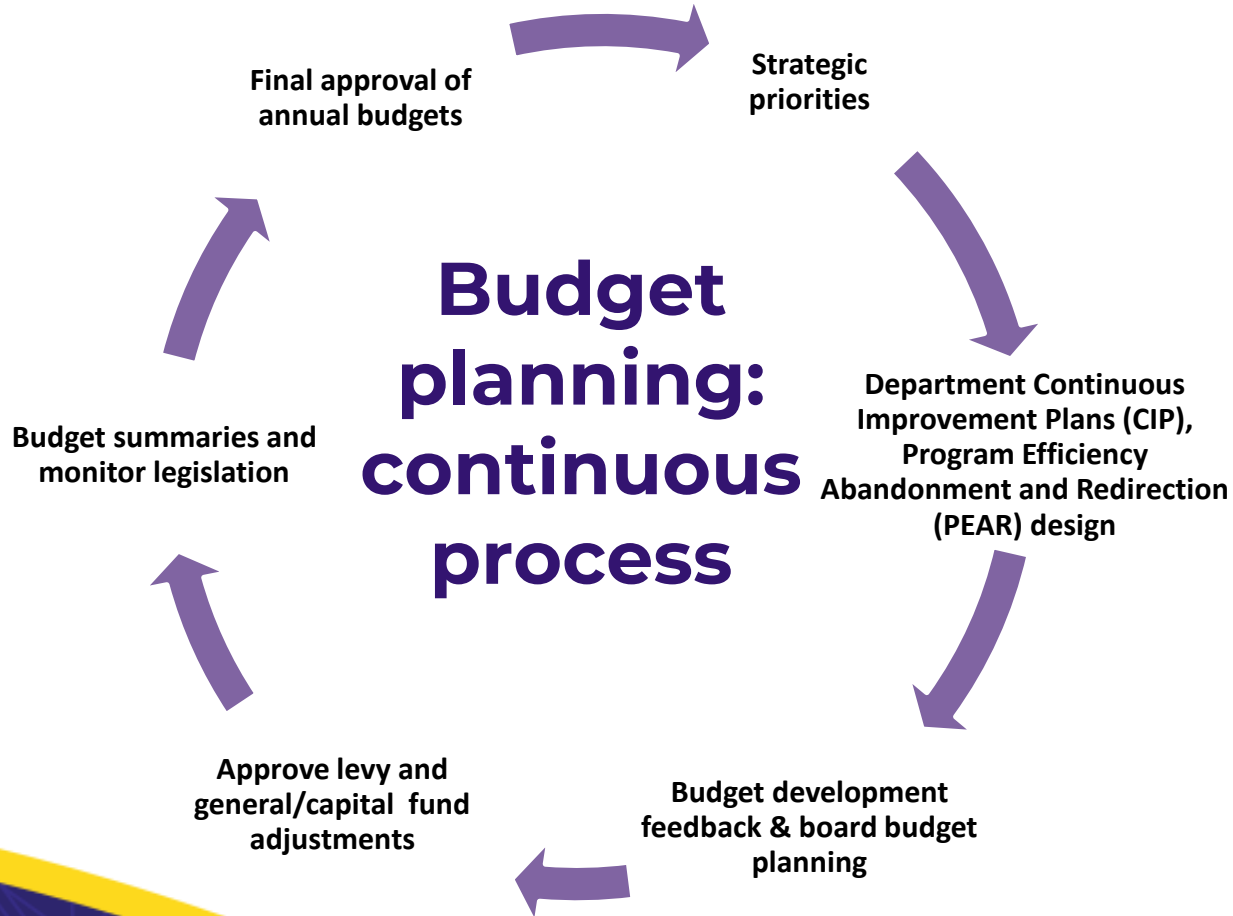 Final approval of
annual budgets
Strategic
priorities
Budget
planning:
continuous
process
Department Continuous
Improvement Plans (CIP),
Program Efficiency
Abandonment and Redirection
(PEAR) design
Budget development
feedback & board budget
planning
Approve levy and
general/capital fund
adjustments
Budget summaries and
monitor legislation